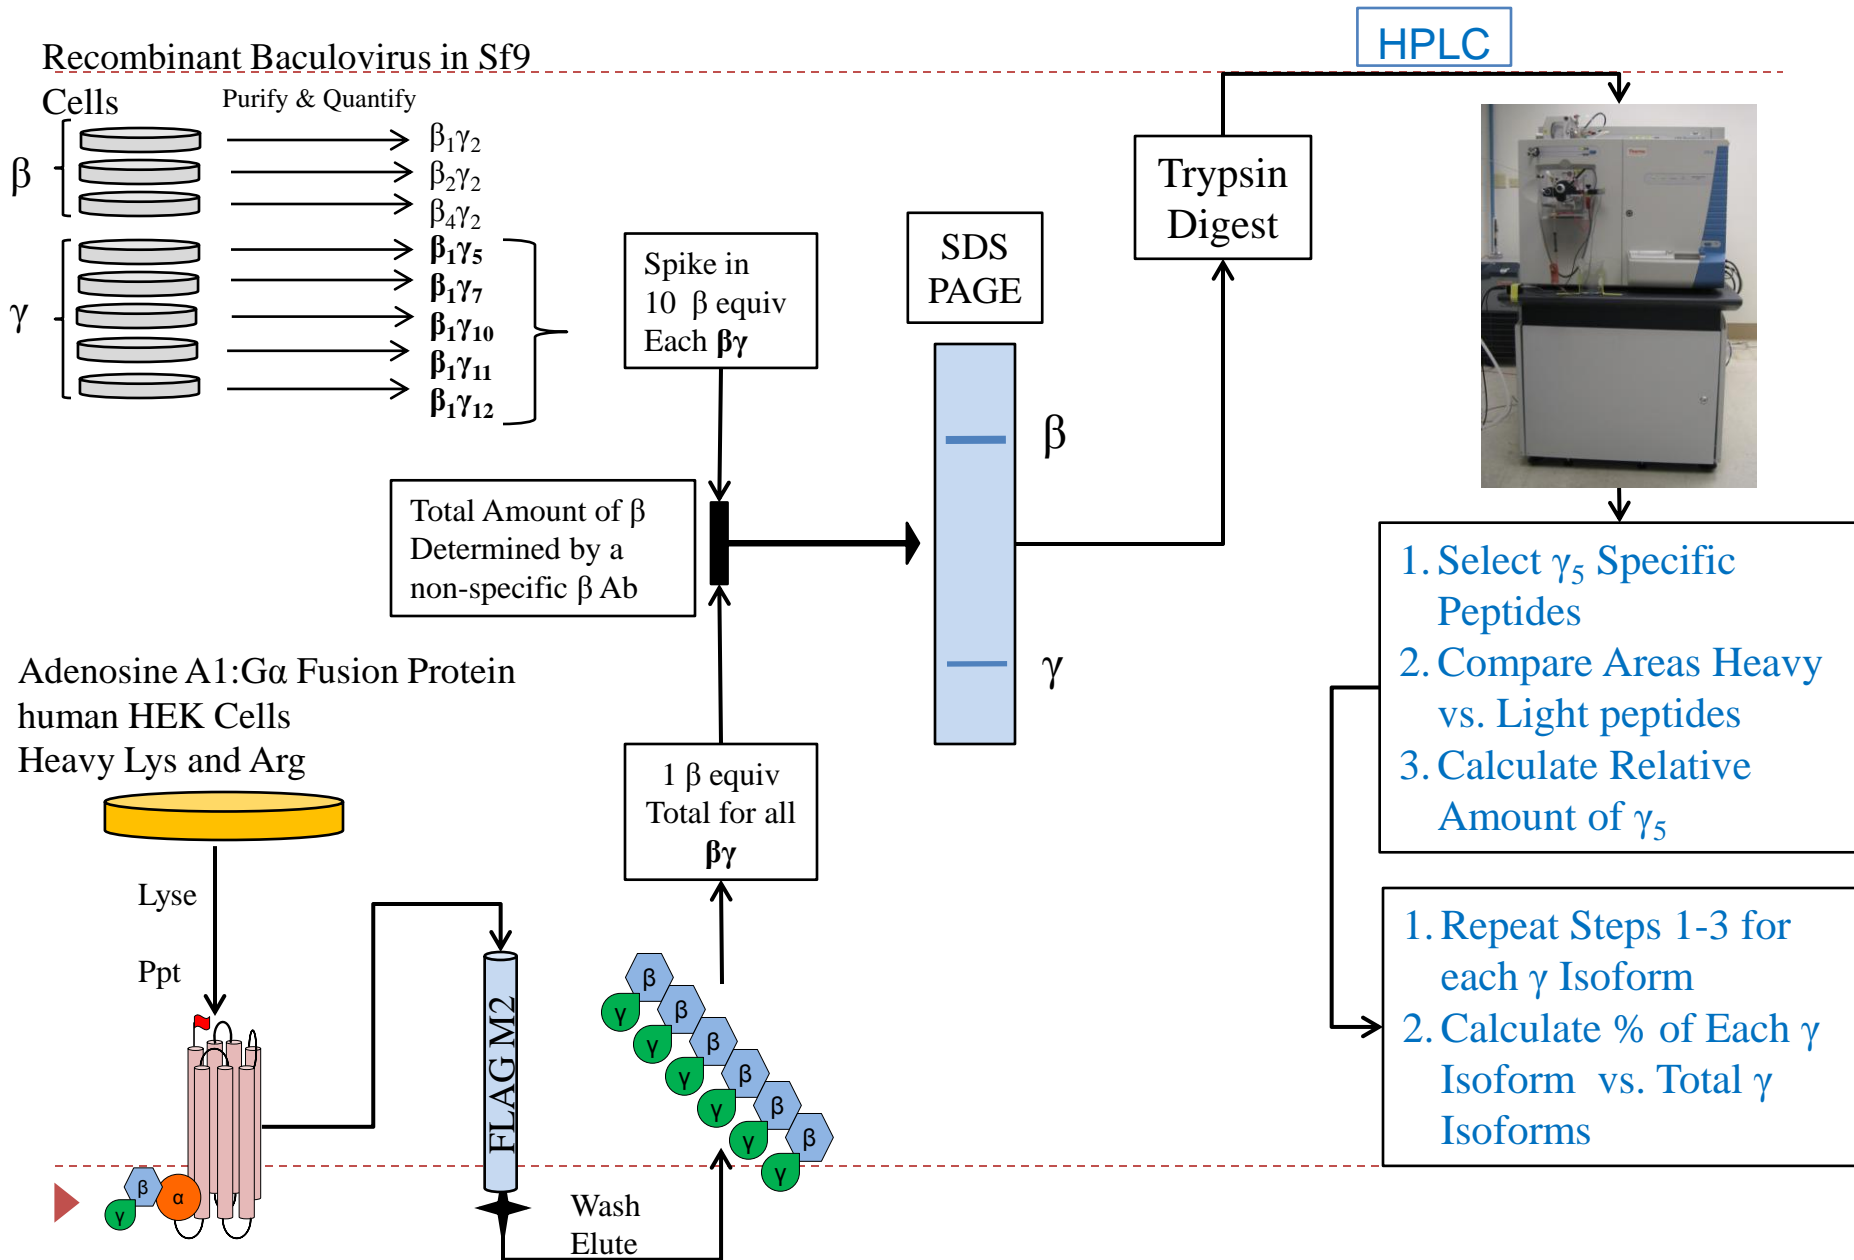 Recombinant Baculovirus in Sf9
Cells
Purify & Quantify
β
γ
β₁γ₂
β₂γ₂
β₄γ₂
β₁γ₅
β₁γ₇
β₁γ₁₀
β₁γ₁₁
β₁γ₁₂
Spike in
10 β equiv
Each βγ
Total Amount of β
Determined by a
non-specific β Ab
Adenosine A1:Gα Fusion Protein
human HEK Cells
Heavy Lys and Arg
Lyse
Ppt
β
α
γ
FLAG M2
Wash
Elute
β
γ
β
γ
β
γ
β
γ
β
γ
β
γ
1 β equiv
Total for all
βγ
SDS
PAGE
β
γ
Trypsin
Digest
HPLC
1. Select γ₅ Specific
Peptides
2. Compare Areas Heavy
vs. Light peptides
3. Calculate Relative
Amount of γ₅
1. Repeat Steps 1-3 for
each γ Isoform
2. Calculate % of Each γ
Isoform vs. Total γ
Isoforms